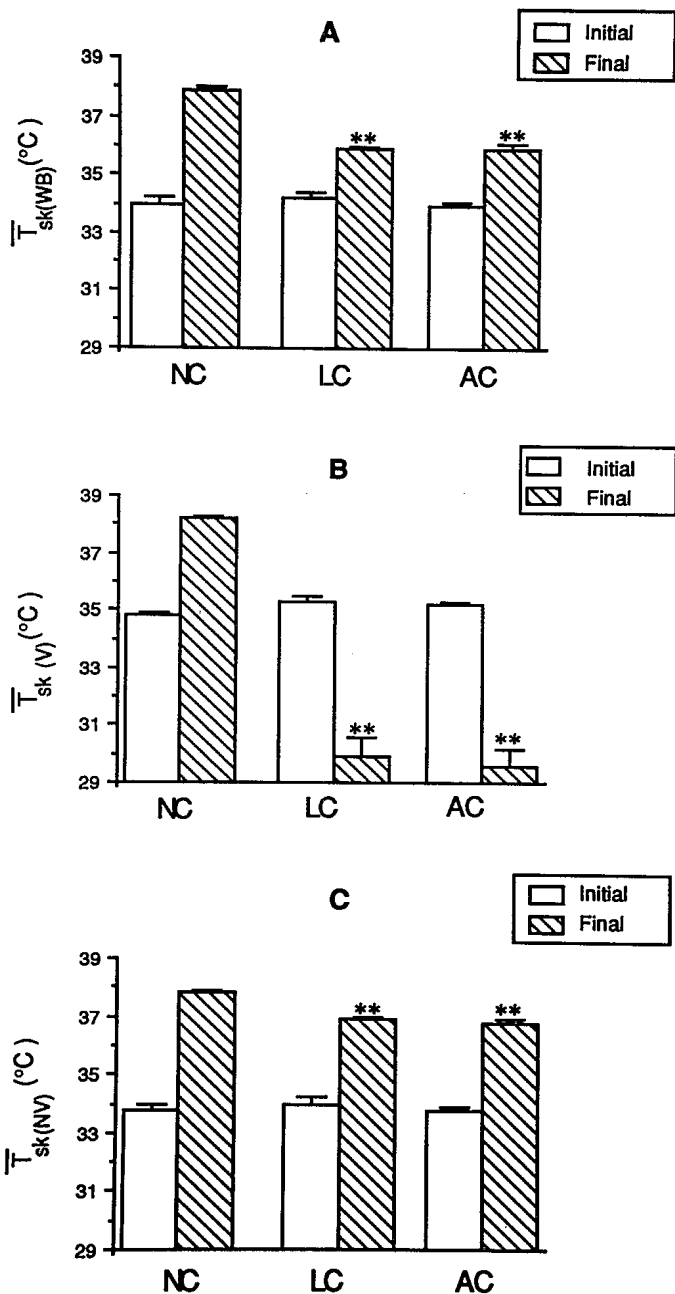 A
Initial
Final
T̅sk(WB)(°C)
39
37
35
33
31
29
**
**
NC
LC
AC
B
Initial
Final
T̅sk (V)(°C)
39
37
35
33
31
29
**
**
NC
LC
AC
C
Initial
Final
T̅sk(NV) (°C)
39
37
35
33
31
29
**
**
NC
LC
AC